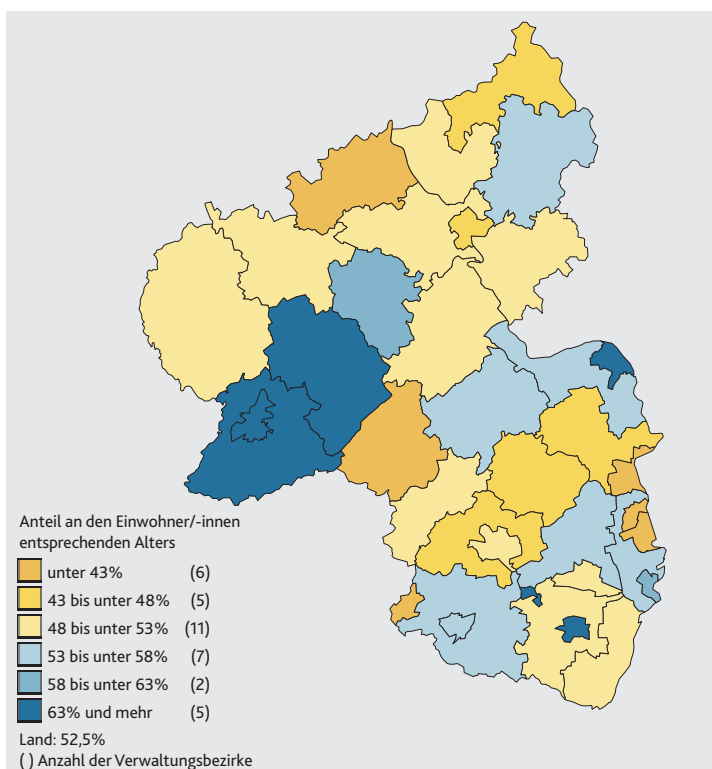 Anteil an den Einwohner/-innen
entsprechenden Alters
unter 43% (6)
43 bis unter 48% (5)
48 bis unter 53% (11)
53 bis unter 58% (7)
58 bis unter 63% (2)
63% und mehr (5)
Land: 52,5%
( ) Anzahl der Verwaltungsbezirke